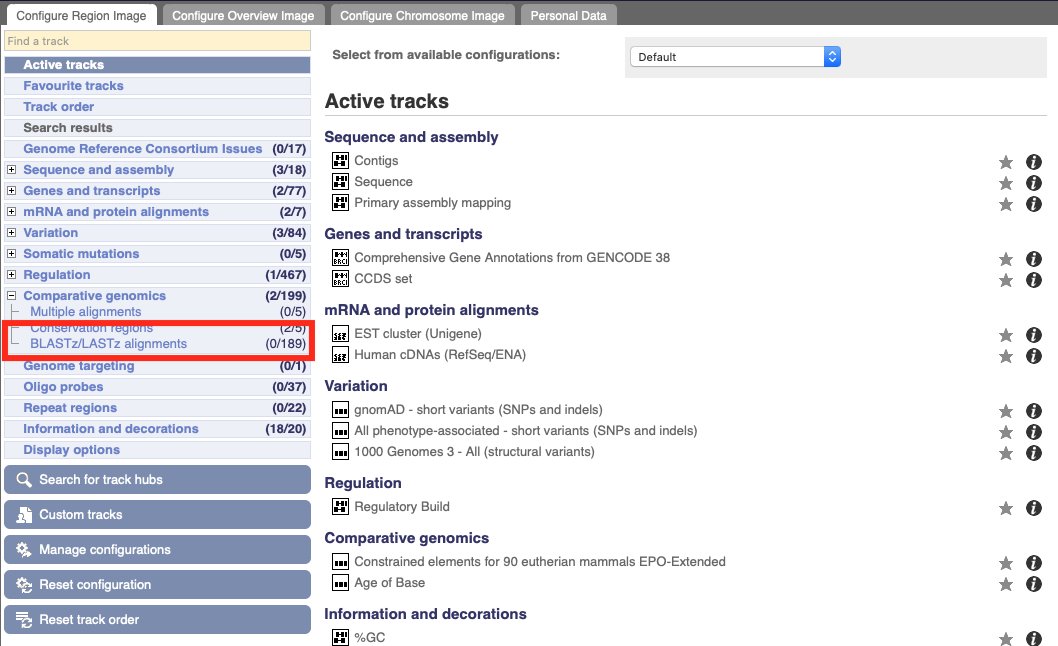 Configure Region Image
Configure Overview Image
Configure Chromosome Image
Personal Data
Find a track
Active tracks
Favourite tracks
Track order
Search results
Genome Reference Consortium Issues (0/17)
Sequence and assembly (3/18)
Genes and transcripts (2/77)
mRNA and protein alignments (2/7)
Variation (3/84)
Somatic mutations (0/5)
Regulation (1/467)
Comparative genomics (2/199)
Multiple alignments (0/5)
Conservation regions (2/5)
BLASTz/LASTz alignments (0/189)
Genome targeting (0/1)
Oligo probes (0/37)
Repeat regions (0/22)
Information and decorations (18/20)
Display options
Search for track hubs
Custom tracks
Manage configurations
Reset configuration
Reset track order
Select from available configurations:
Default
Active tracks
Sequence and assembly
Contigs
Sequence
Primary assembly mapping
Genes and transcripts
Comprehensive Gene Annotations from GENCODE 38
CCDS set
mRNA and protein alignments
EST cluster (Unigene)
Human cDNAs (RefSeq/ENA)
Variation
gnomAD - short variants (SNPs and indels)
All phenotype-associated - short variants (SNPs and indels)
1000 Genomes 3 - All (structural variants)
Regulation
Regulatory Build
Comparative genomics
Constrained elements for 90 eutherian mammals EPO-Extended
Age of Base
Information and decorations
%GC